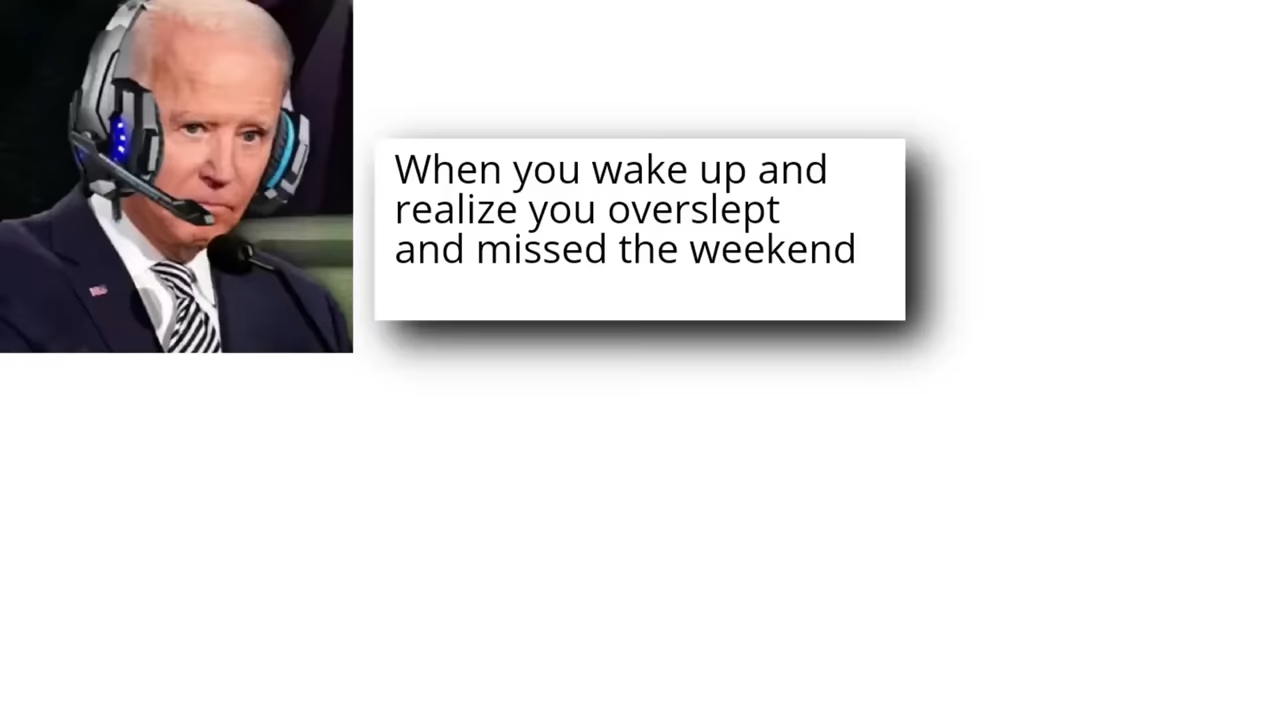 When you wake up and
realize you overslept
and missed the weekend